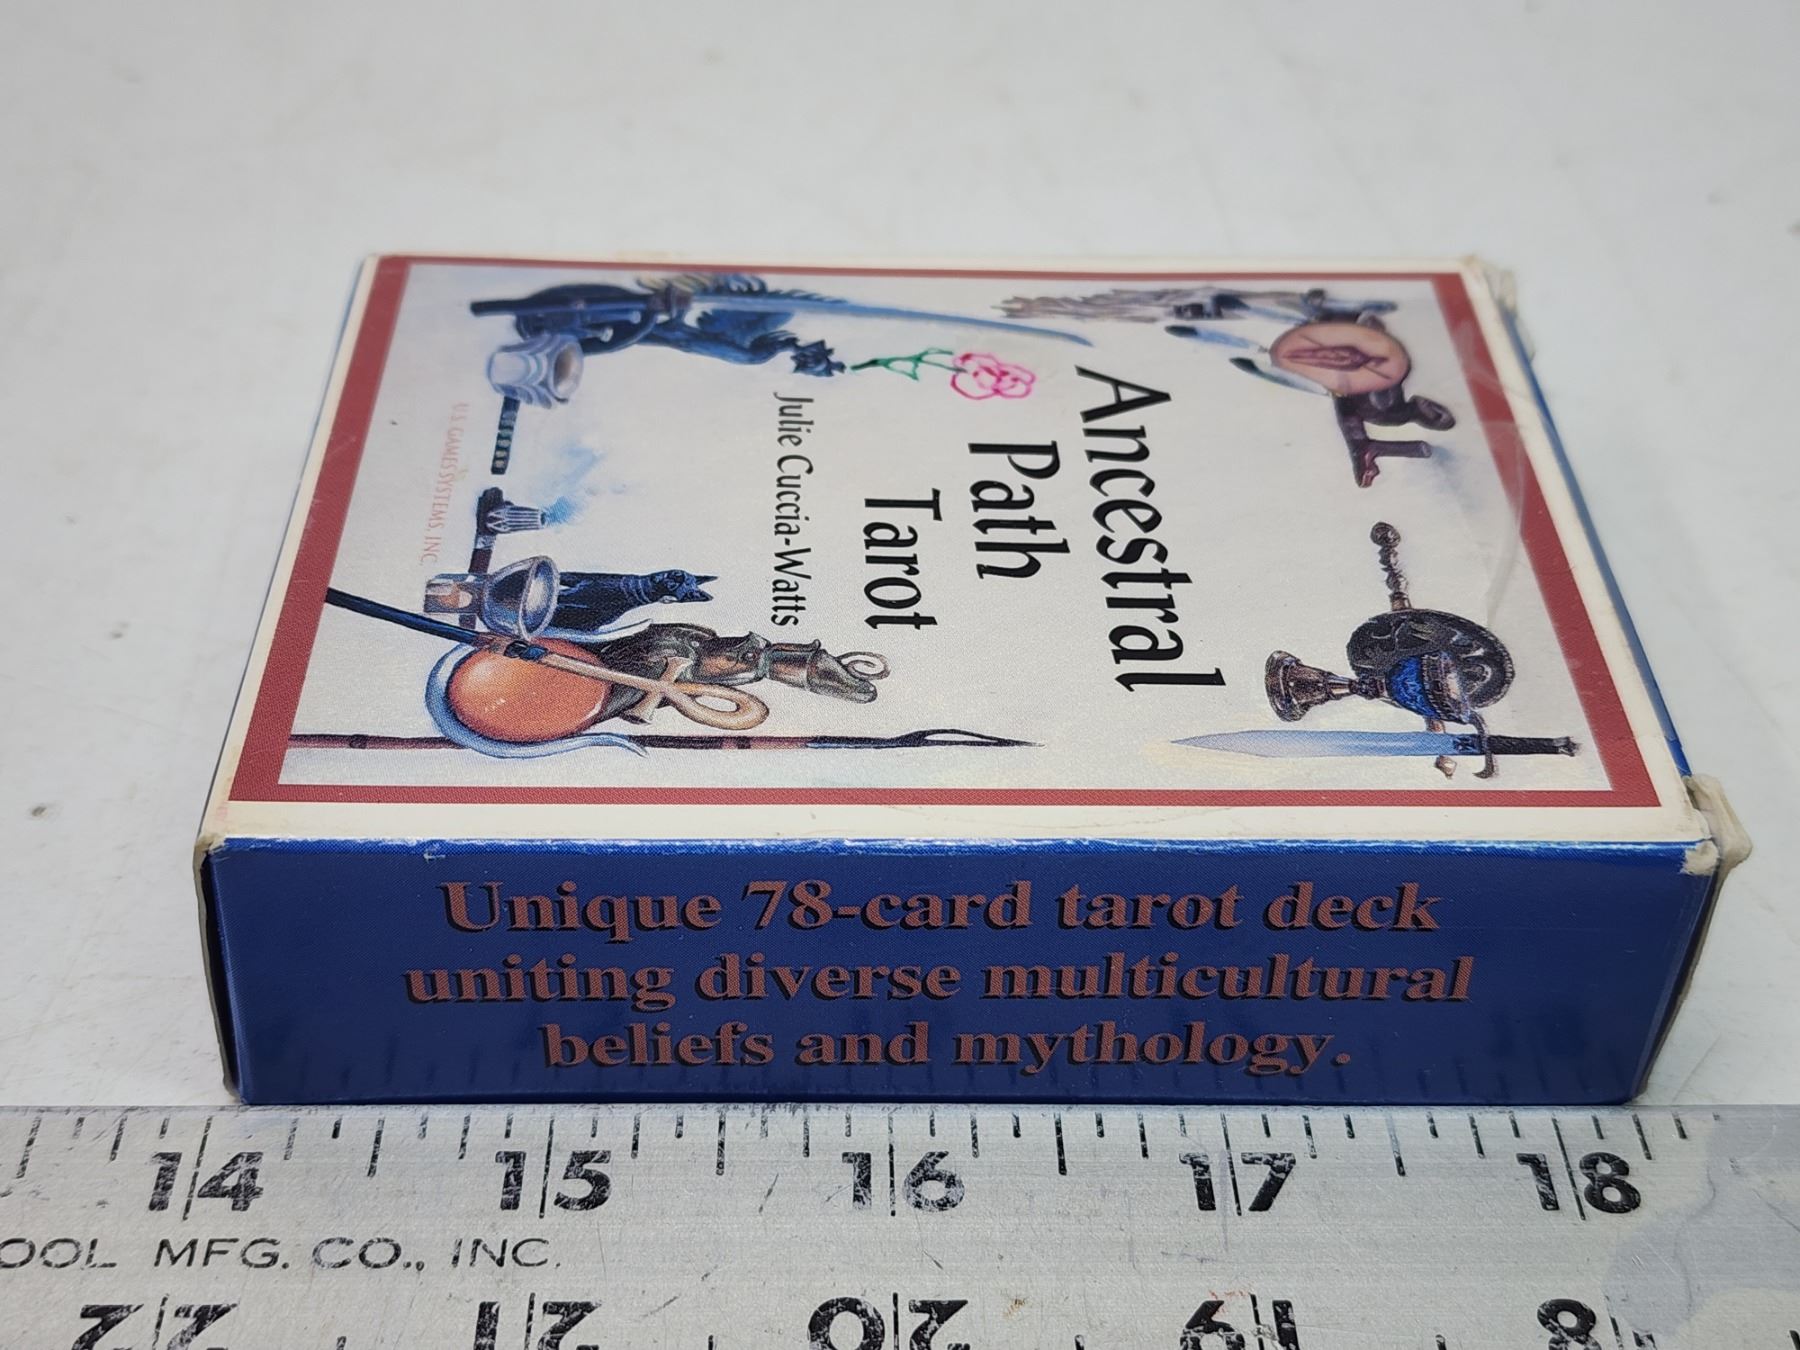 Ancestral
Path
Tarot
Julie Cuccia-Watts
U.S. GAMES SYSTEMS, INC.
Unique 78-card tarot deck
uniting diverse multicultural
beliefs and mythology.
14 15 16 17 18
OOL MFG. CO., INC.
22 21 20 19 8